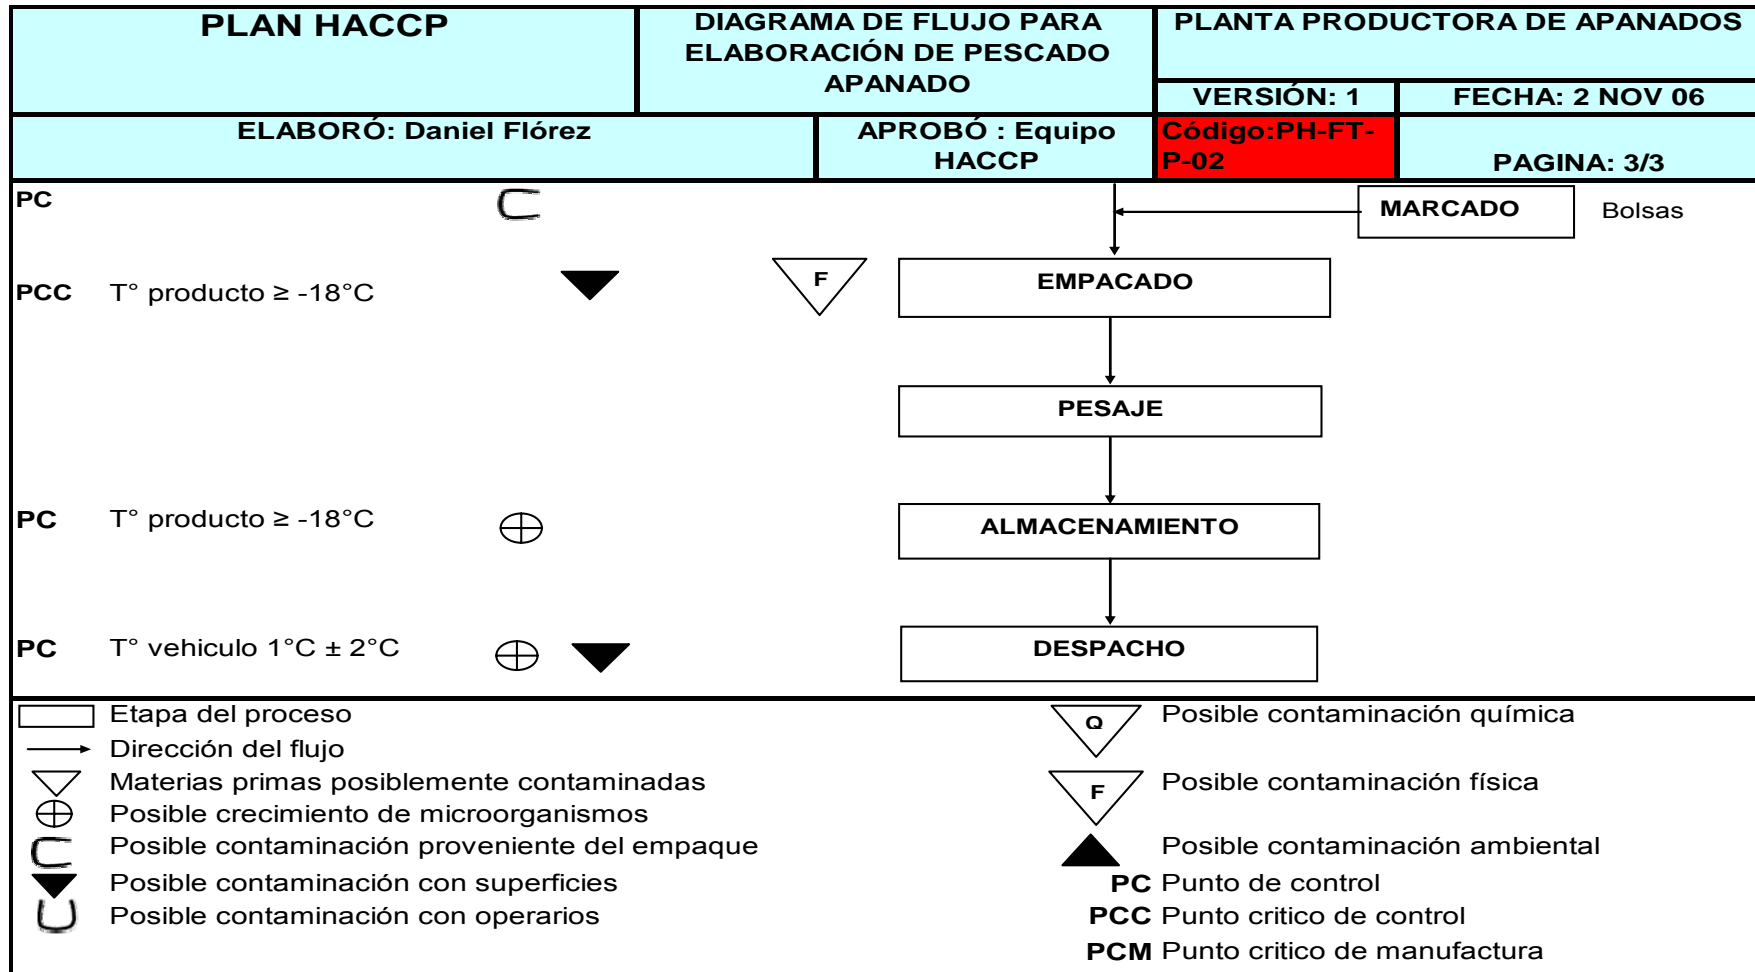 PLAN HACCP
DIAGRAMA DE FLUJO PARA
ELABORACIÓN DE PESCADO
APANADO
PLANTA PRODUCTORA DE APANADOS
VERSIÓN: 1
FECHA: 2 NOV 06
ELABORÓ: Daniel Flórez
APROBÓ : Equipo
HACCP
Código:PH-FT-
P-02
PAGINA: 3/3
PC
MARCADO
Bolsas
PCC
T° producto ≥ -18°C
F
EMPACADO
PESAJE
PC
T° producto ≥ -18°C
ALMACENAMIENTO
PC
T° vehiculo 1°C ± 2°C
DESPACHO
Etapa del proceso
Dirección del flujo
Materias primas posiblemente contaminadas
Posible crecimiento de microorganismos
Posible contaminación proveniente del empaque
Posible contaminación con superficies
Posible contaminación con operarios
Q Posible contaminación química
F Posible contaminación física
Posible contaminación ambiental
PC Punto de control
PCC Punto critico de control
PCM Punto critico de manufactura